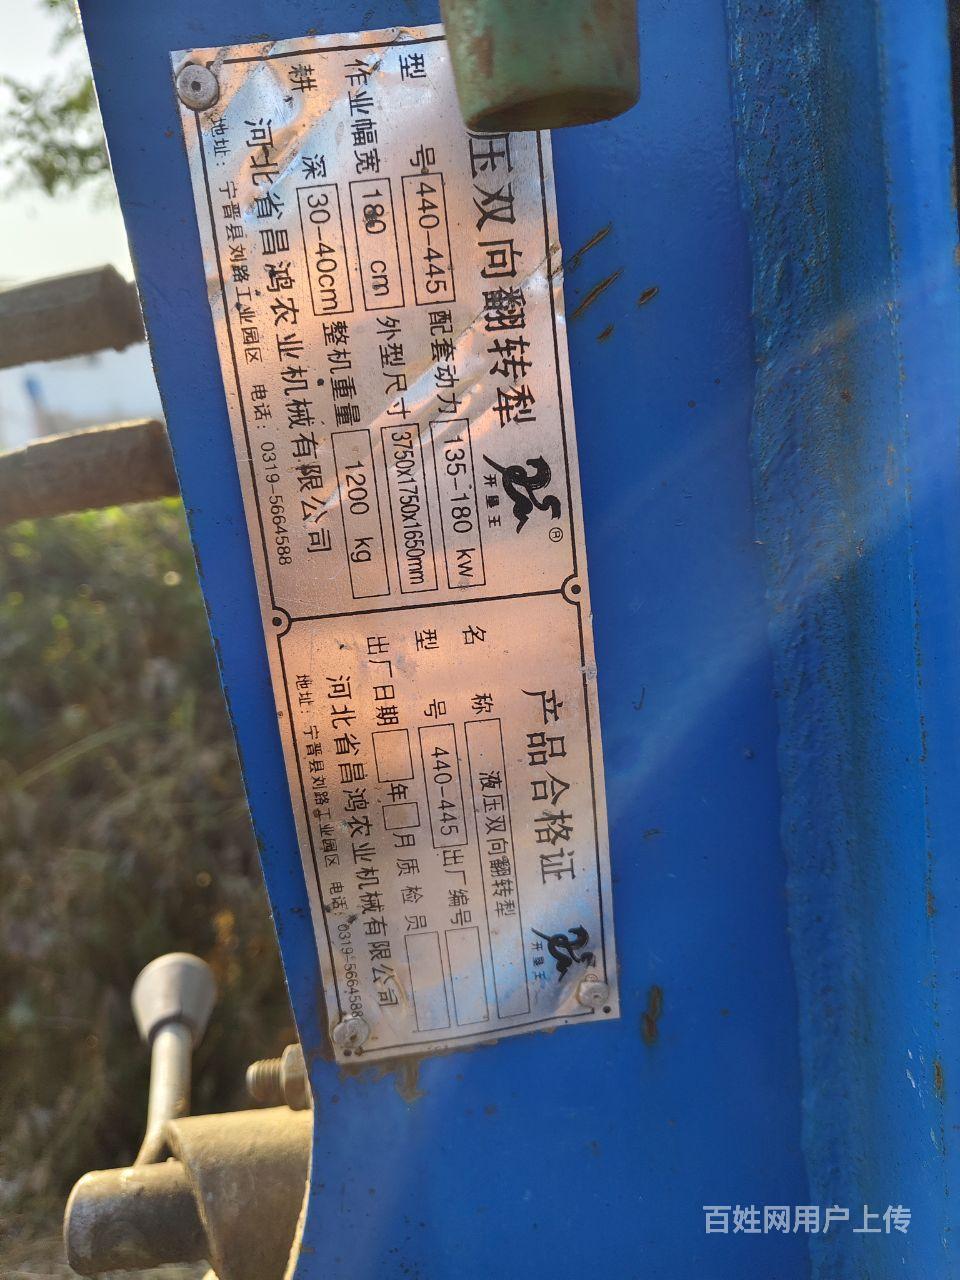 压双向翻转犁
开垦王
®
型号 440-445 配套动力 135-180 kw
作业幅宽 180 cm 外型尺寸 3750x1750x1650mm
耕深 30-40cm 整机重量 1200 kg
河北省昌鸿农业机械有限公司
地址：宁晋县刘路工业园区 电话：0319-5664588
产品合格证
开垦王
®
名称 液压双向翻转犁
型号 440-445 出厂编号
出厂日期 年 月 质检员
河北省昌鸿农业机械有限公司
地址：宁晋县刘路工业园区 电话：0319-5664588
百姓网用户上传